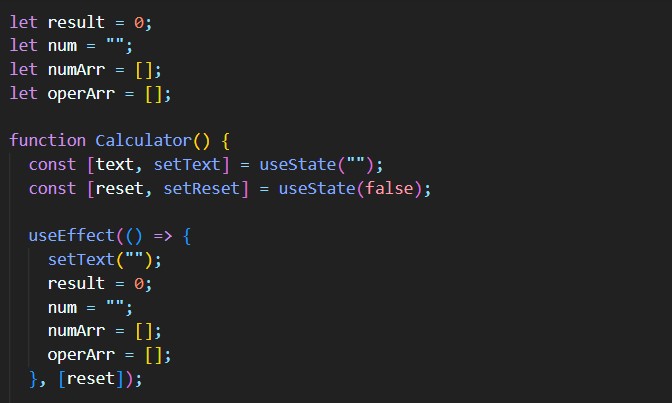 let result = 0;
let num = "";
let numArr = [];
let operArr = [];
function Calculator() {
const [text, setText] = useState("");
const [reset, setReset] = useState(false);
useEffect(() => {
setText("");
result = 0;
num = "";
numArr = [];
operArr = [];
}, [reset]);